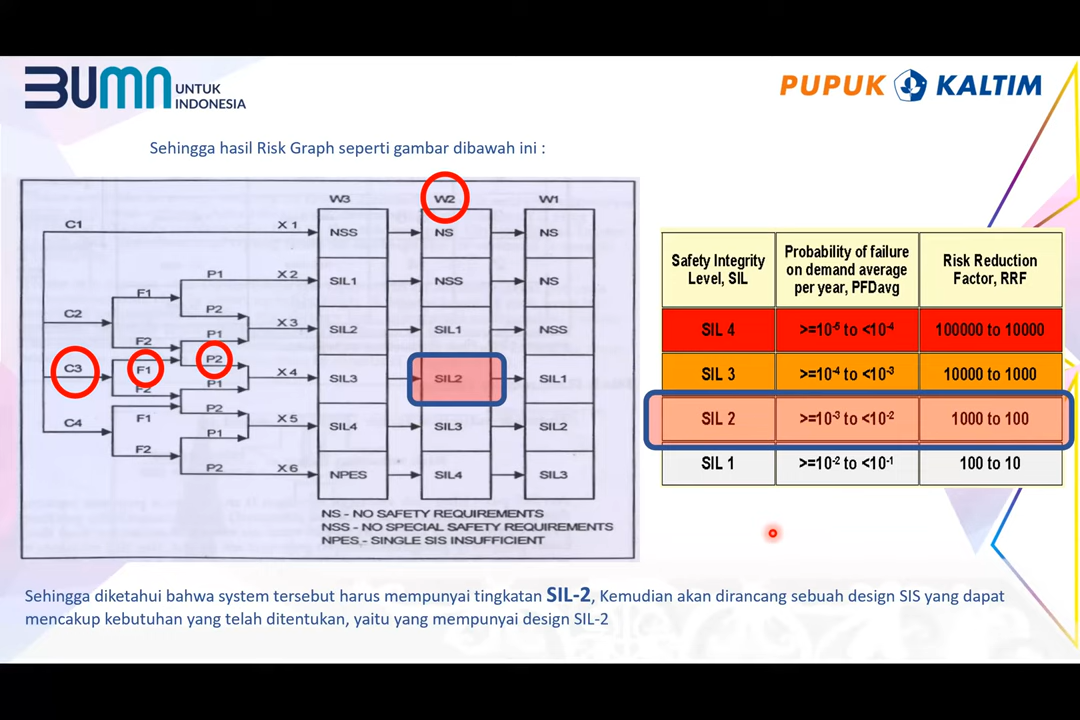 BUMN
UNTUK
INDONESIA
PUPUK KALTIM
Sehingga hasil Risk Graph seperti gambar dibawah ini :
W3 W2 W1
C1 X1 NSS NS NS
P1 X2 SIL1 NSS NS
F1
P2
C2 X3 SIL2 SIL1 NSS
F2 P1
C3 F1 P2 X4 SIL3 SIL2 SIL1
F2 P1
C4 F1 P2 X5 SIL4 SIL3 SIL2
P1
F2
P2 X6 NPES SIL4 SIL3
NS - NO SAFETY REQUIREMENTS
NSS - NO SPECIAL SAFETY REQUIREMENTS
NPES - SINGLE SIS INSUFFICIENT
Safety Integrity
Level, SIL
Probability of failure
on demand average
per year, PFDavg
Risk Reduction
Factor, RRF
SIL 4 >=10-5 to <10-4 100000 to 10000
SIL 3 >=10-4 to <10-3 10000 to 1000
SIL 2 >=10-3 to <10-2 1000 to 100
SIL 1 >=10-2 to <10-1 100 to 10
Sehingga diketahui bahwa system tersebut harus mempunyai tingkatan SIL-2, Kemudian akan dirancang sebuah design SIS yang dapat
mencakup kebutuhan yang telah ditentukan, yaitu yang mempunyai design SIL-2